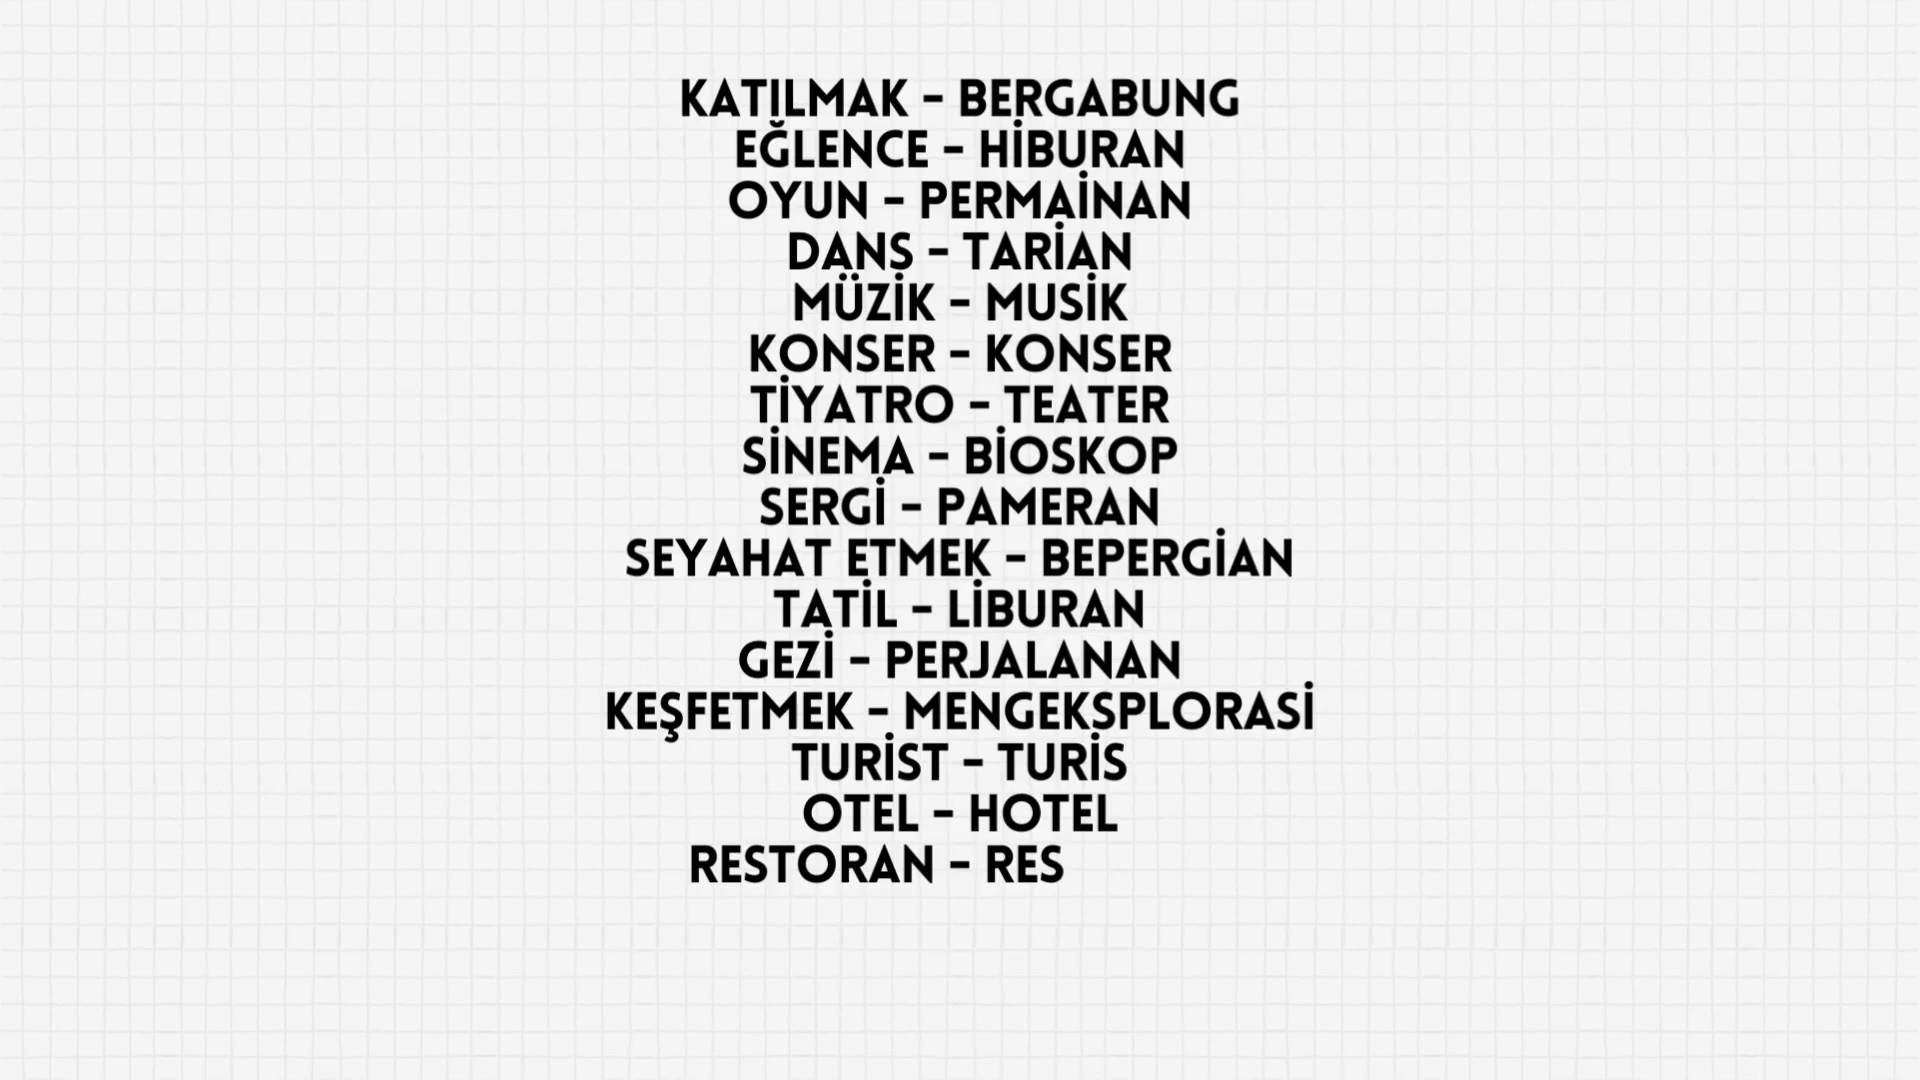 KATILMAK - BERGABUNG
EĞLENCE - HİBURAN
OYUN - PERMAİNAN
DANS - TARİAN
MÜZİK - MUSİK
KONSER - KONSER
TİYATRO - TEATER
SİNEMA - BİOSKOP
SERGİ - PAMERAN
SEYAHAT ETMEK - BEPERGİAN
TATİL - LİBURAN
GEZİ - PERJALANAN
KEŞFETMEK - MENGEKSPLORASİ
TURİST - TURİS
OTEL - HOTEL
RESTORAN - RES